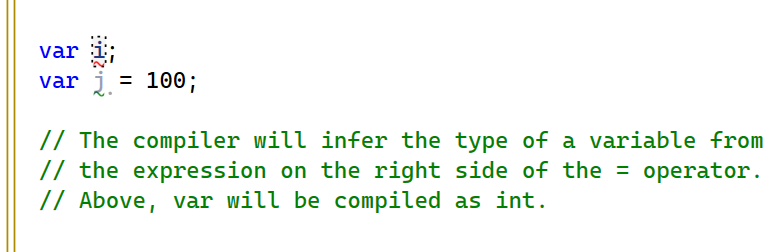 var i;
var j = 100;
// The compiler will infer the type of a variable from
// the expression on the right side of the = operator.
// Above, var will be compiled as int.